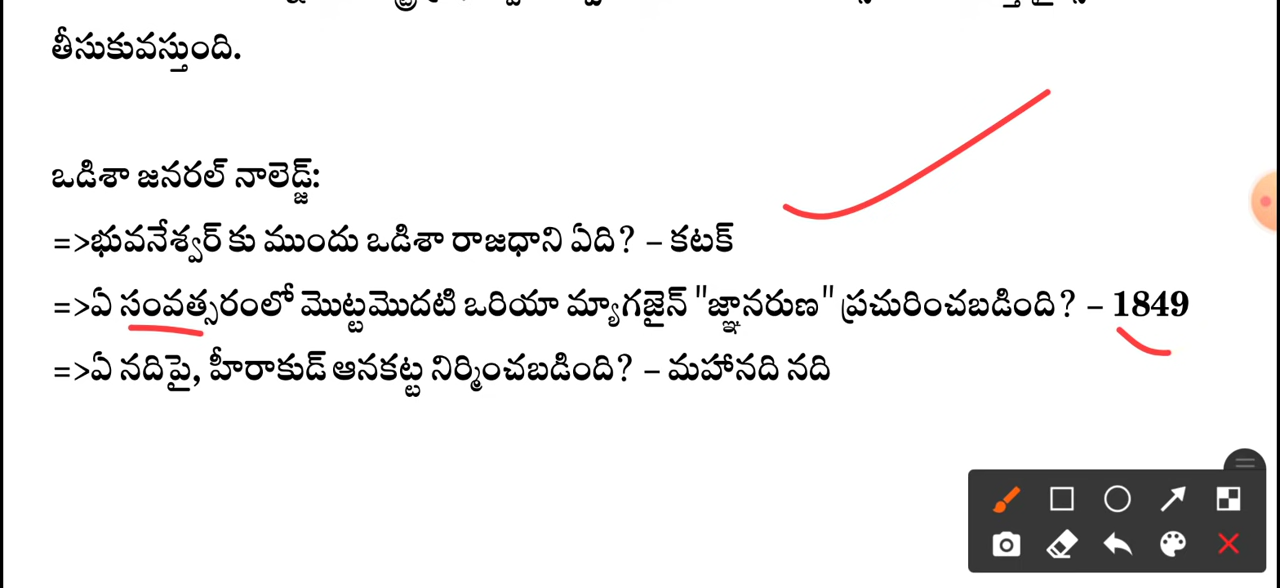 తీసుకువస్తుంది.
ఒడిశా జనరల్ నాలెడ్జ్:
=>భువనేశ్వర్ కు ముందు ఒడిశా రాజధాని ఏది? – కటక్
=>ఏ సంవత్సరంలో మొట్టమొదటి ఒరియా మ్యాగజైన్ "జ్ఞానరుణ" ప్రచురించబడింది? – 1849
=>ఏ నదిపై, హీరాకుడ్ ఆనకట్ట నిర్మించబడింది? – మహానది నది